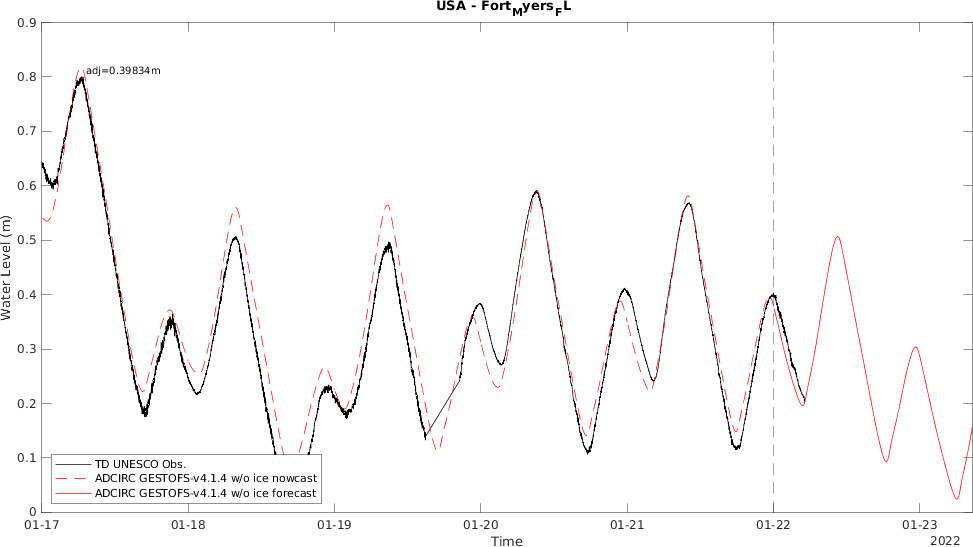 USA - Fort_Myers_FL
0.9
0.8
0.7
0.6
0.5
0.4
0.3
0.2
0.1
0
Water Level (m)
adj=0.39834m
TD UNESCO Obs.
ADCIRC GESTOFS-v4.1.4 w/o ice nowcast
ADCIRC GESTOFS-v4.1.4 w/o ice forecast
01-17 01-18 01-19 01-20 01-21 01-22 01-23
Time
2022